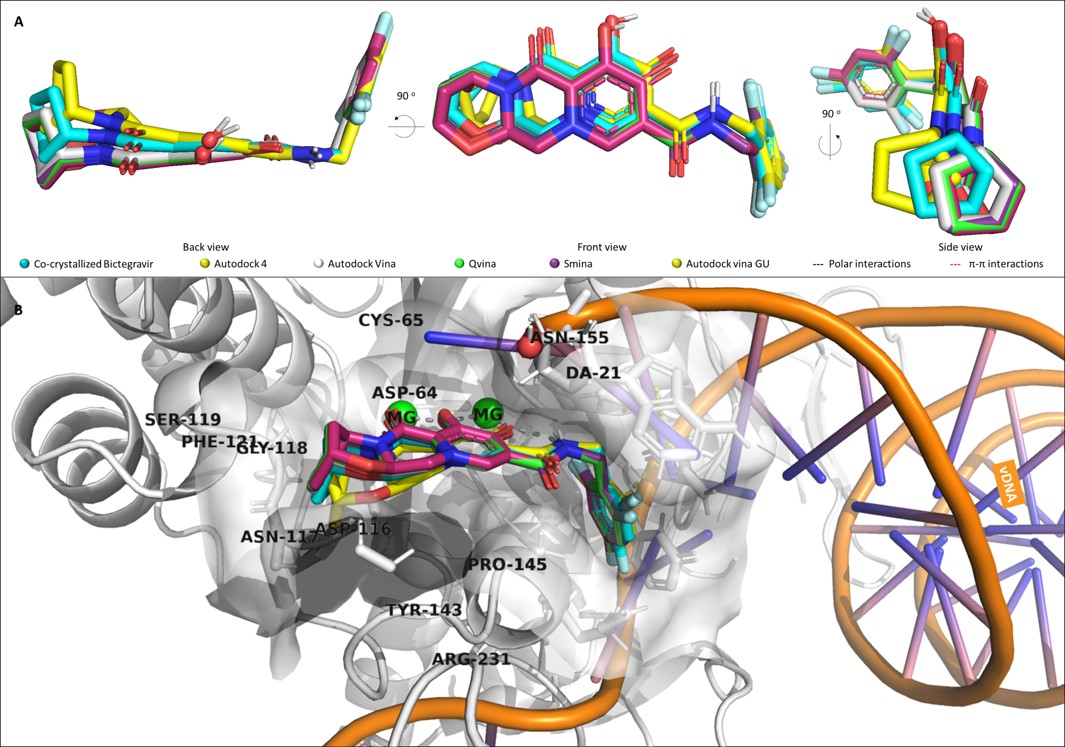 A
90 º
90 º
Back view
Front view
Side view
Co-crystallized Bictegravir
Autodock 4
Autodock Vina
Qvina
Smina
Autodock vina GU
--- Polar interactions
--- π-π interactions
B
CYS-65
ASN-155
DA-21
ASP-64
MG
MG
SER-119
PHE-121
GLY-118
vDNA
ASN-117
ASP-116
PRO-145
TYR-143
ARG-231